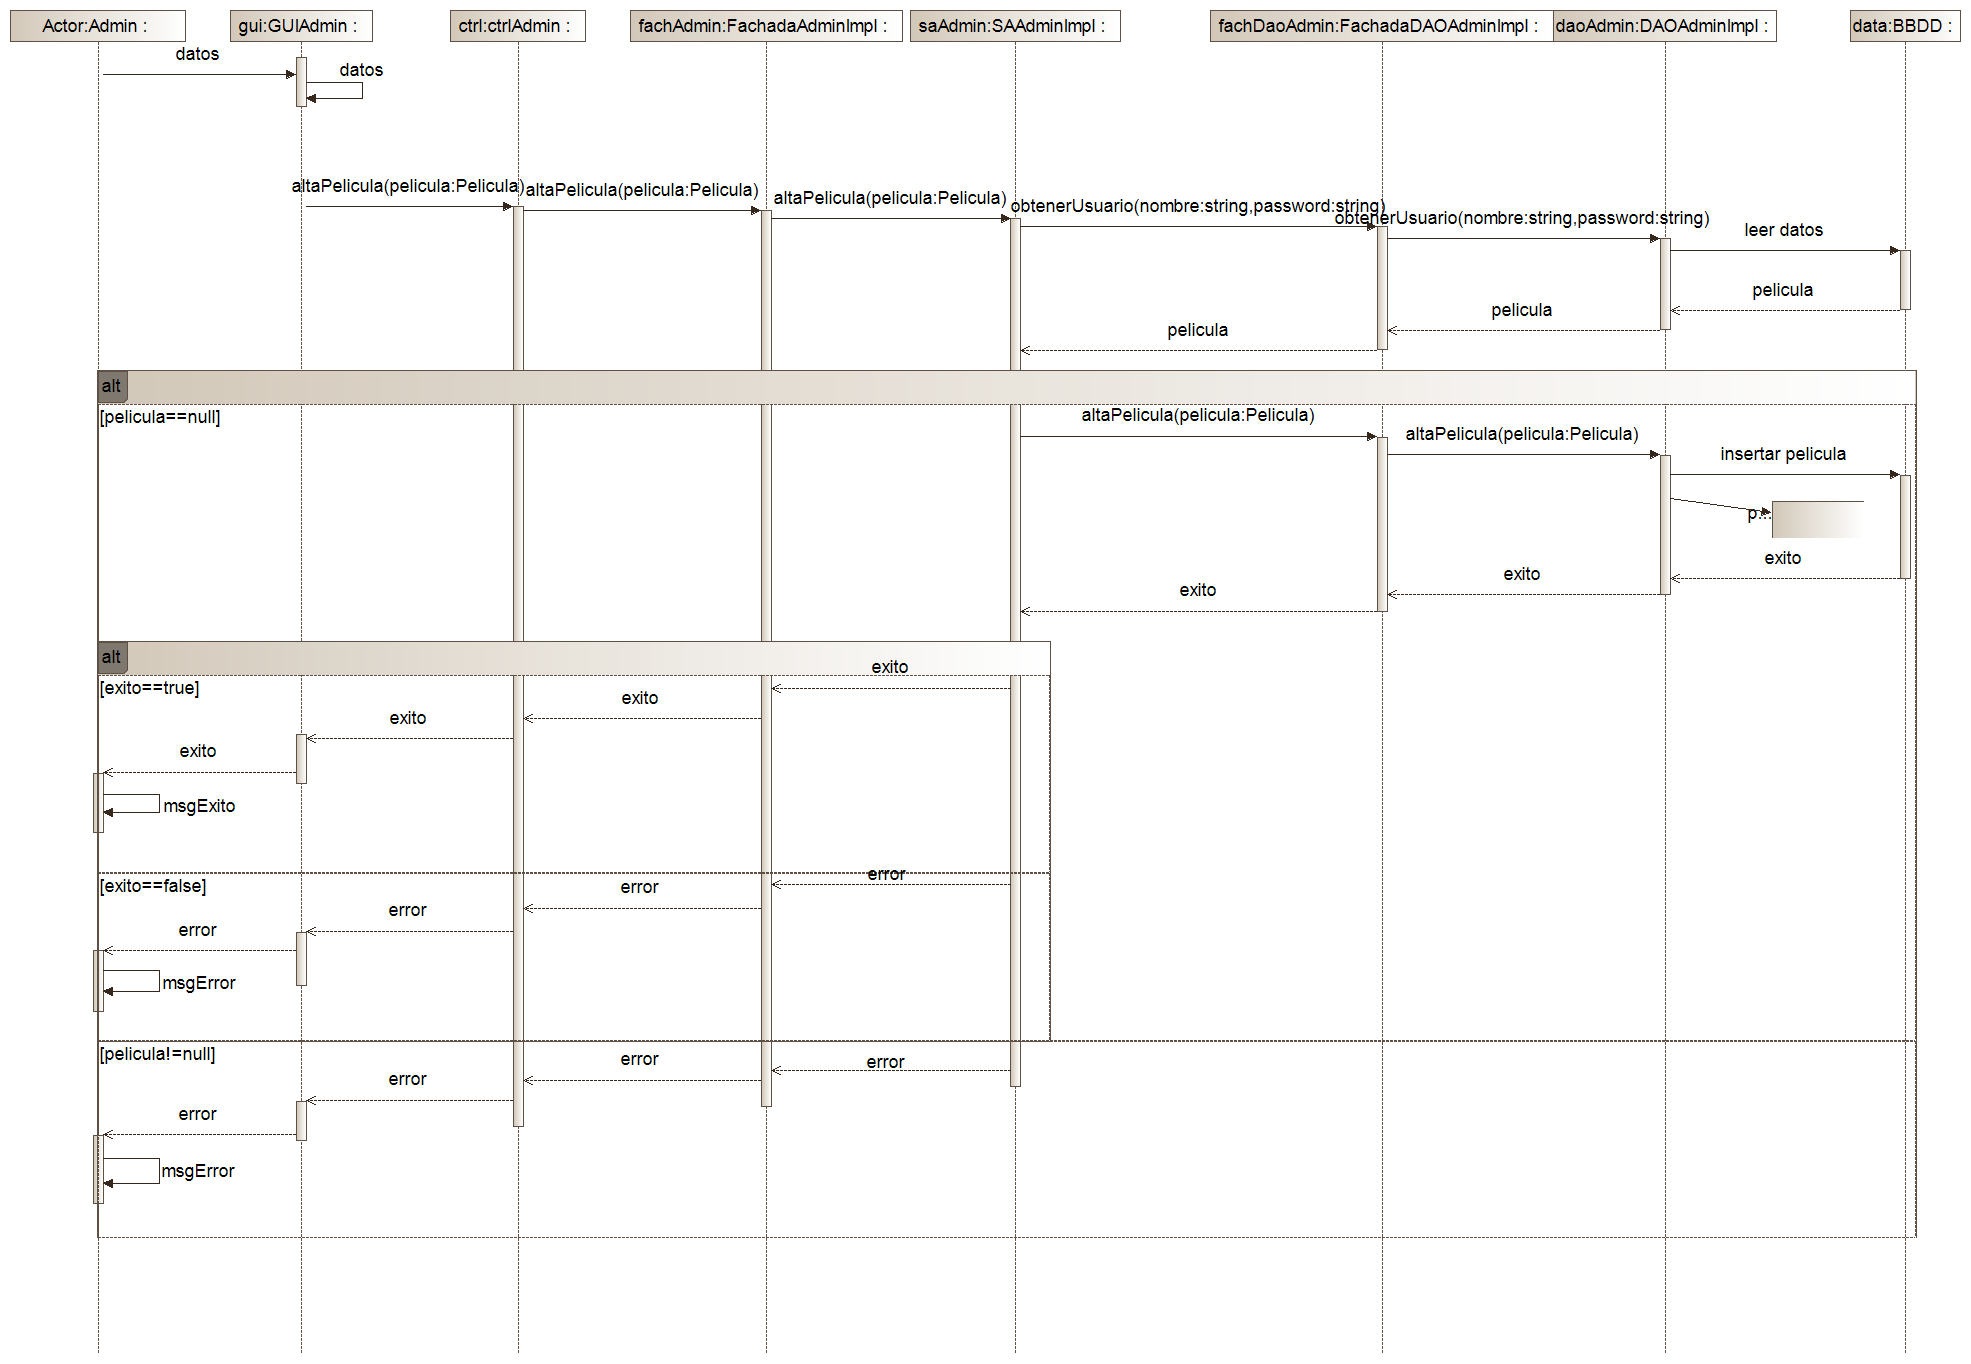 Actor:Admin :
gui:GUIAdmin :
ctrl:ctrlAdmin :
fachAdmin:FachadaAdminImpl :
saAdmin:SAAdminImpl :
fachDaoAdmin:FachadaDAOAdminImpl :
daoAdmin:DAOAdminImpl :
data:BBDD :
datos
datos
altaPelicula(pelicula:Pelicula)
altaPelicula(pelicula:Pelicula)
altaPelicula(pelicula:Pelicula)
obtenerUsuario(nombre:string,password:string)
obtenerUsuario(nombre:string,password:string)
leer datos
pelicula
pelicula
pelicula
alt
[pelicula==null]
altaPelicula(pelicula:Pelicula)
altaPelicula(pelicula:Pelicula)
insertar pelicula
p...
exito
exito
exito
alt
exito
[exito==true]
exito
exito
exito
msgExito
error
[exito==false]
error
error
error
msgError
[pelicula!=null]
error
error
error
error
msgError